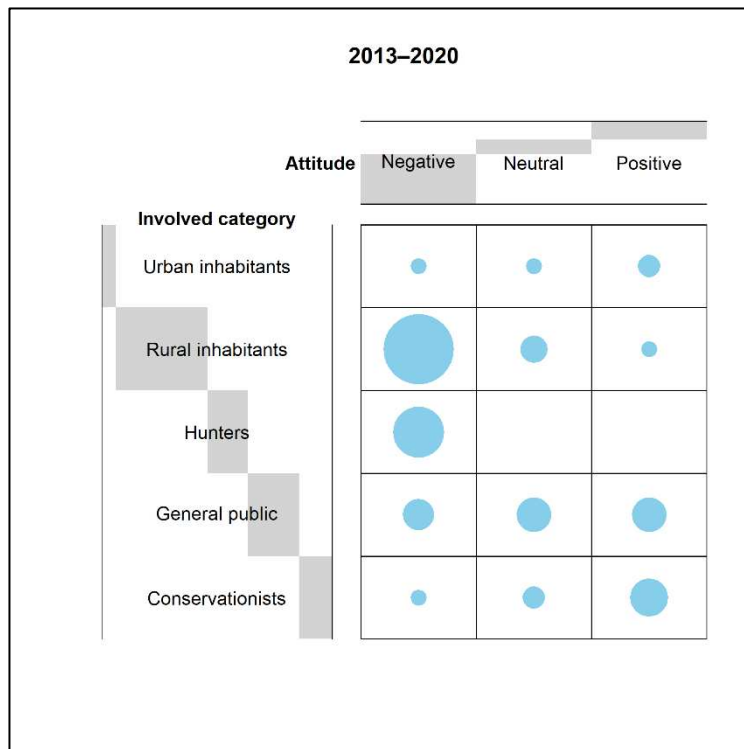 2013–2020
Attitude Negative Neutral Positive
Involved category
Urban inhabitants
Rural inhabitants
Hunters
General public
Conservationists